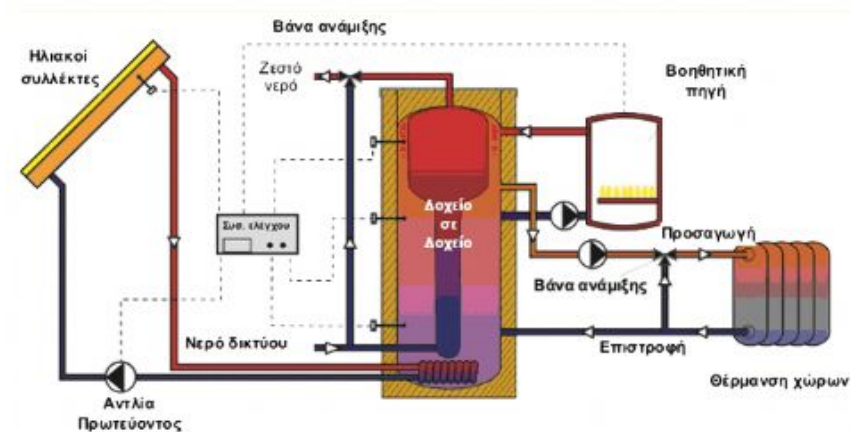 Βάνα ανάμιξης
Ηλιακοί
συλλέκτες
Ζεστό
νερό
Βοηθητική
πηγή
Συσ. ελέγχου
Δοχείο
σε
Δοχείο
Προσαγωγή
Βάνα ανάμιξης
Νερό δικτύου
Επιστροφή
Θέρμανση χώρων
Αντλία
Πρωτεύοντος